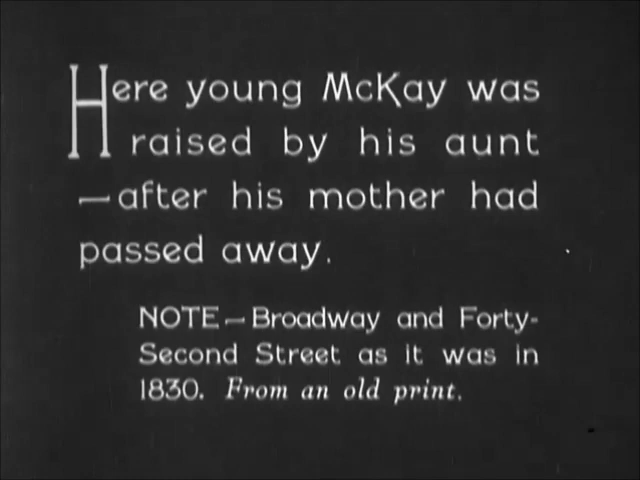 Here young McKay was
raised by his aunt
—after his mother had
passed away.
NOTE—Broadway and Forty-
Second Street as it was in
1830. From an old print.